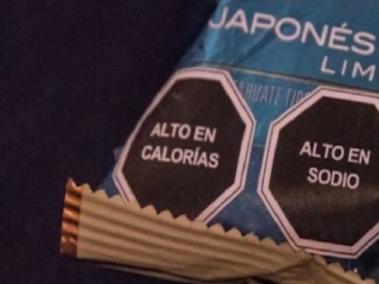 JAPONÉS
LIM
ALTO EN
CALORÍAS
ALTO EN
SODIO